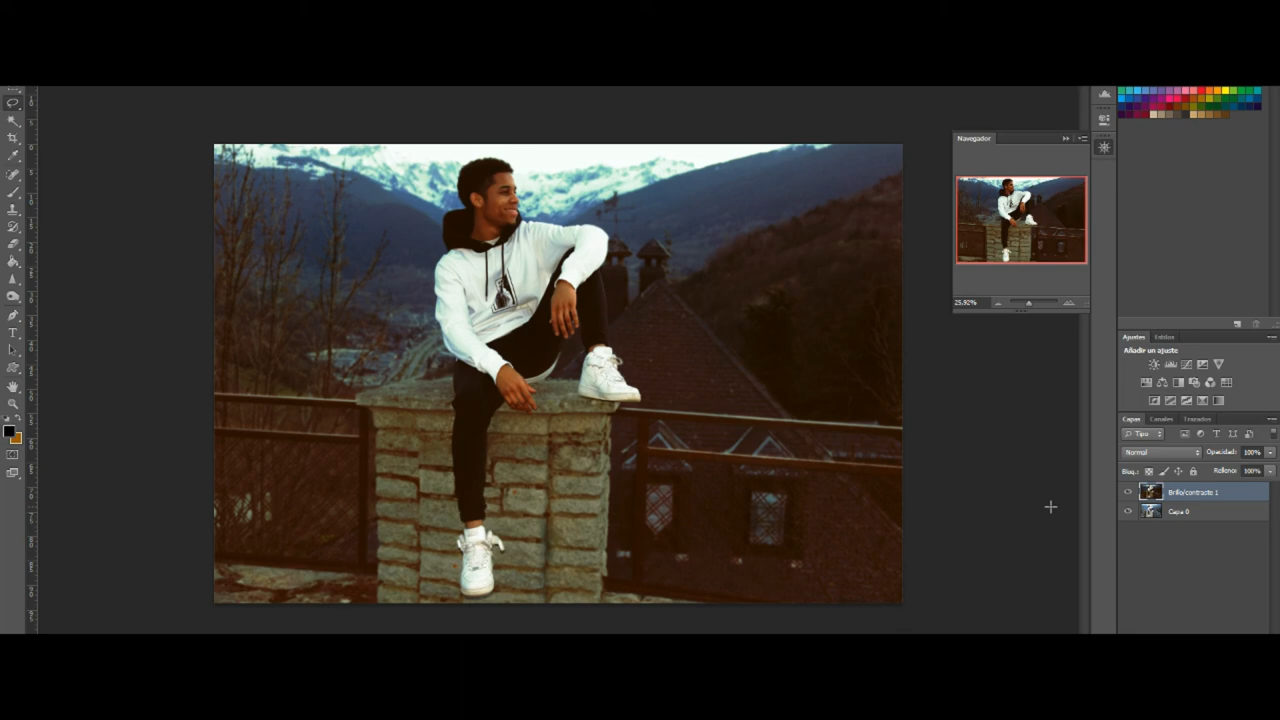 Navegador
25,92%
Ajustes Estilos
Añadir un ajuste
Capas Canales Trazados
Tipo
Normal Opacidad: 100%
Bloq.: Relleno: 100%
Brillo/contraste 1
Capa 0